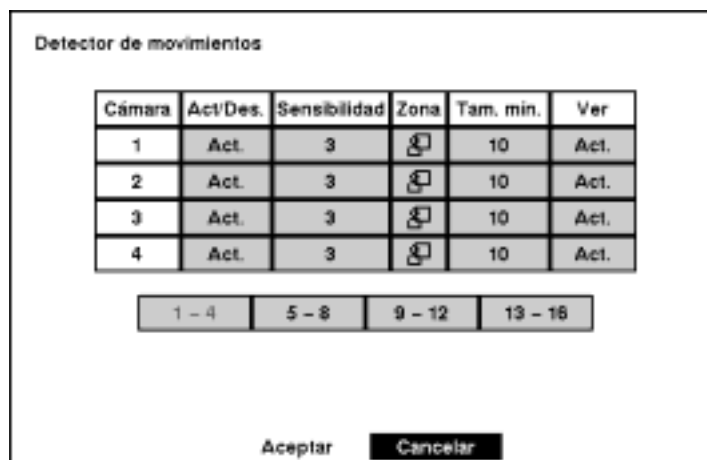 Detector de movimientos
Cámara Act/Des. Sensibilidad Zona Tam. min. Ver
1 Act. 3 10 Act.
2 Act. 3 10 Act.
3 Act. 3 10 Act.
4 Act. 3 10 Act.
1 – 4 5 – 8 9 – 12 13 – 16
Aceptar Cancelar